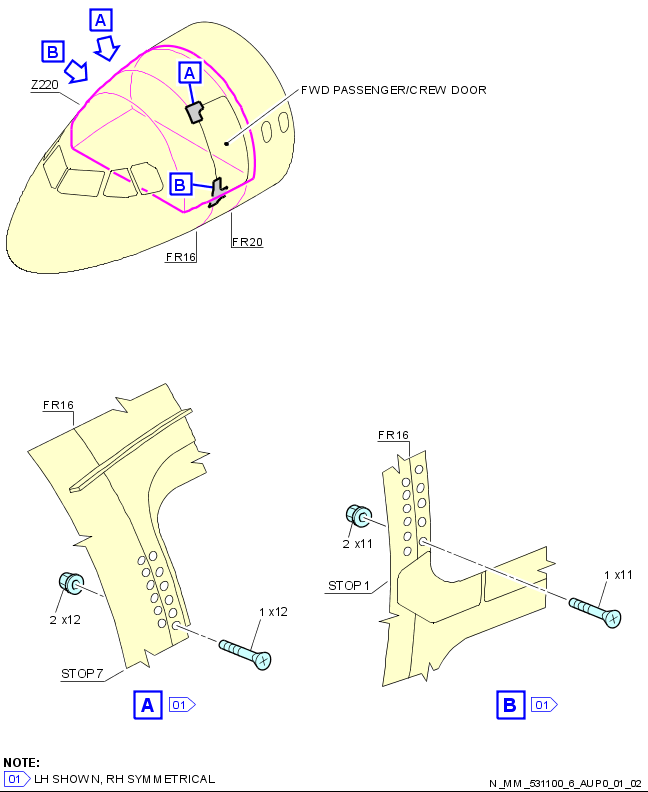 A
B
Z220
A
FWD PASSENGER/CREW DOOR
B
FR20
FR16
FR16
FR16
2 x11
STOP1
1 x11
2 x12
1 x12
STOP7
A 01
B 01
NOTE:
01 LH SHOWN, RH SYMMETRICAL
N_MM_531100_6_AUP0_01_02